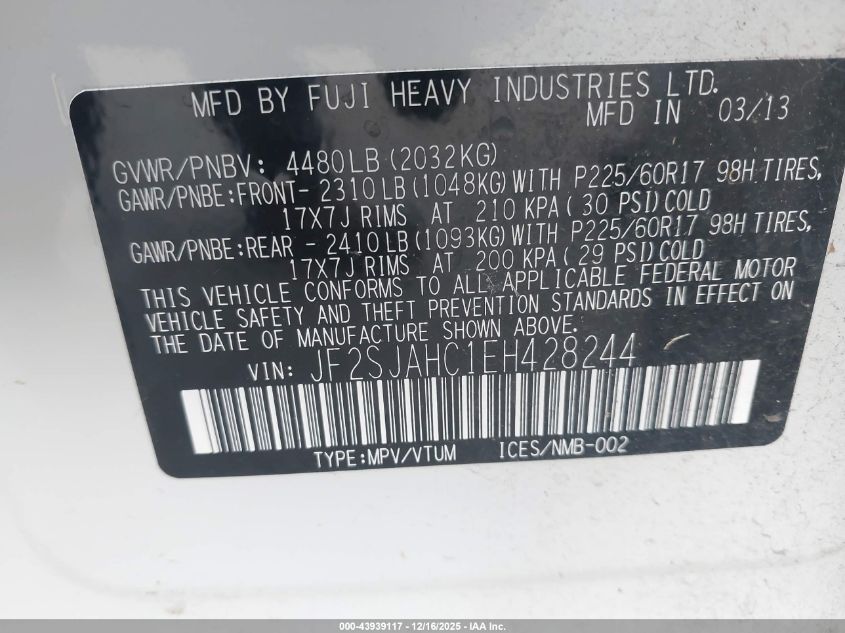 MFD BY FUJI HEAVY INDUSTRIES LTD.
MFD IN 03/13
GVWR/PNBV: 4480LB(2032KG)
GAWR/PNBE:FRONT- 2310LB(1048KG)WITH P225/60R17 98H TIRES,
17X7J RIMS AT 210 KPA( 30 PSI)COLD
GAWR/PNBE:REAR - 2410LB(1093KG)WITH P225/60R17 98H TIRES,
17X7J RIMS AT 200 KPA(29 PSI)COLD
THIS VEHICLE CONFORMS TO ALL APPLICABLE FEDERAL MOTOR
VEHICLE SAFETY AND THEFT PREVENTION STANDARDS IN EFFECT ON
THE DATE OF MANUFACTURE SHOWN ABOVE.
VIN: JF2SJAHC1EH428244
TYPE:MPV/VTUM ICES/NMB-002
000-43939117 - 12/16/2025 - IAA Inc.